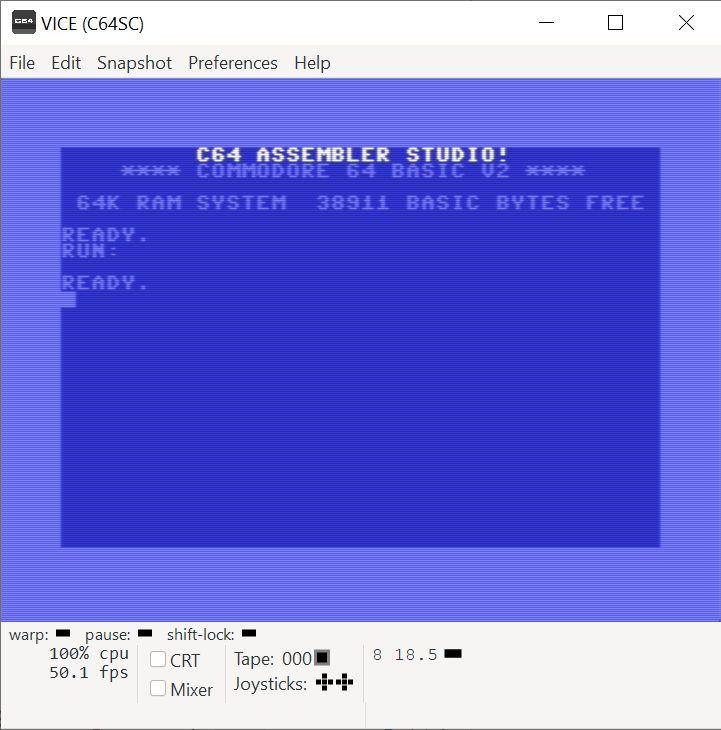 C64 VICE (C64SC)
File Edit Snapshot Preferences Help
C64 ASSEMBLER STUDIO!
**** COMMODORE 64 BASIC V2 ****
64K RAM SYSTEM 38911 BASIC BYTES FREE
READY.
RUN:
READY.
warp: pause: shift-lock:
100% cpu
50.1 fps
CRT
Mixer
Tape: 000
Joysticks:
8 18.5